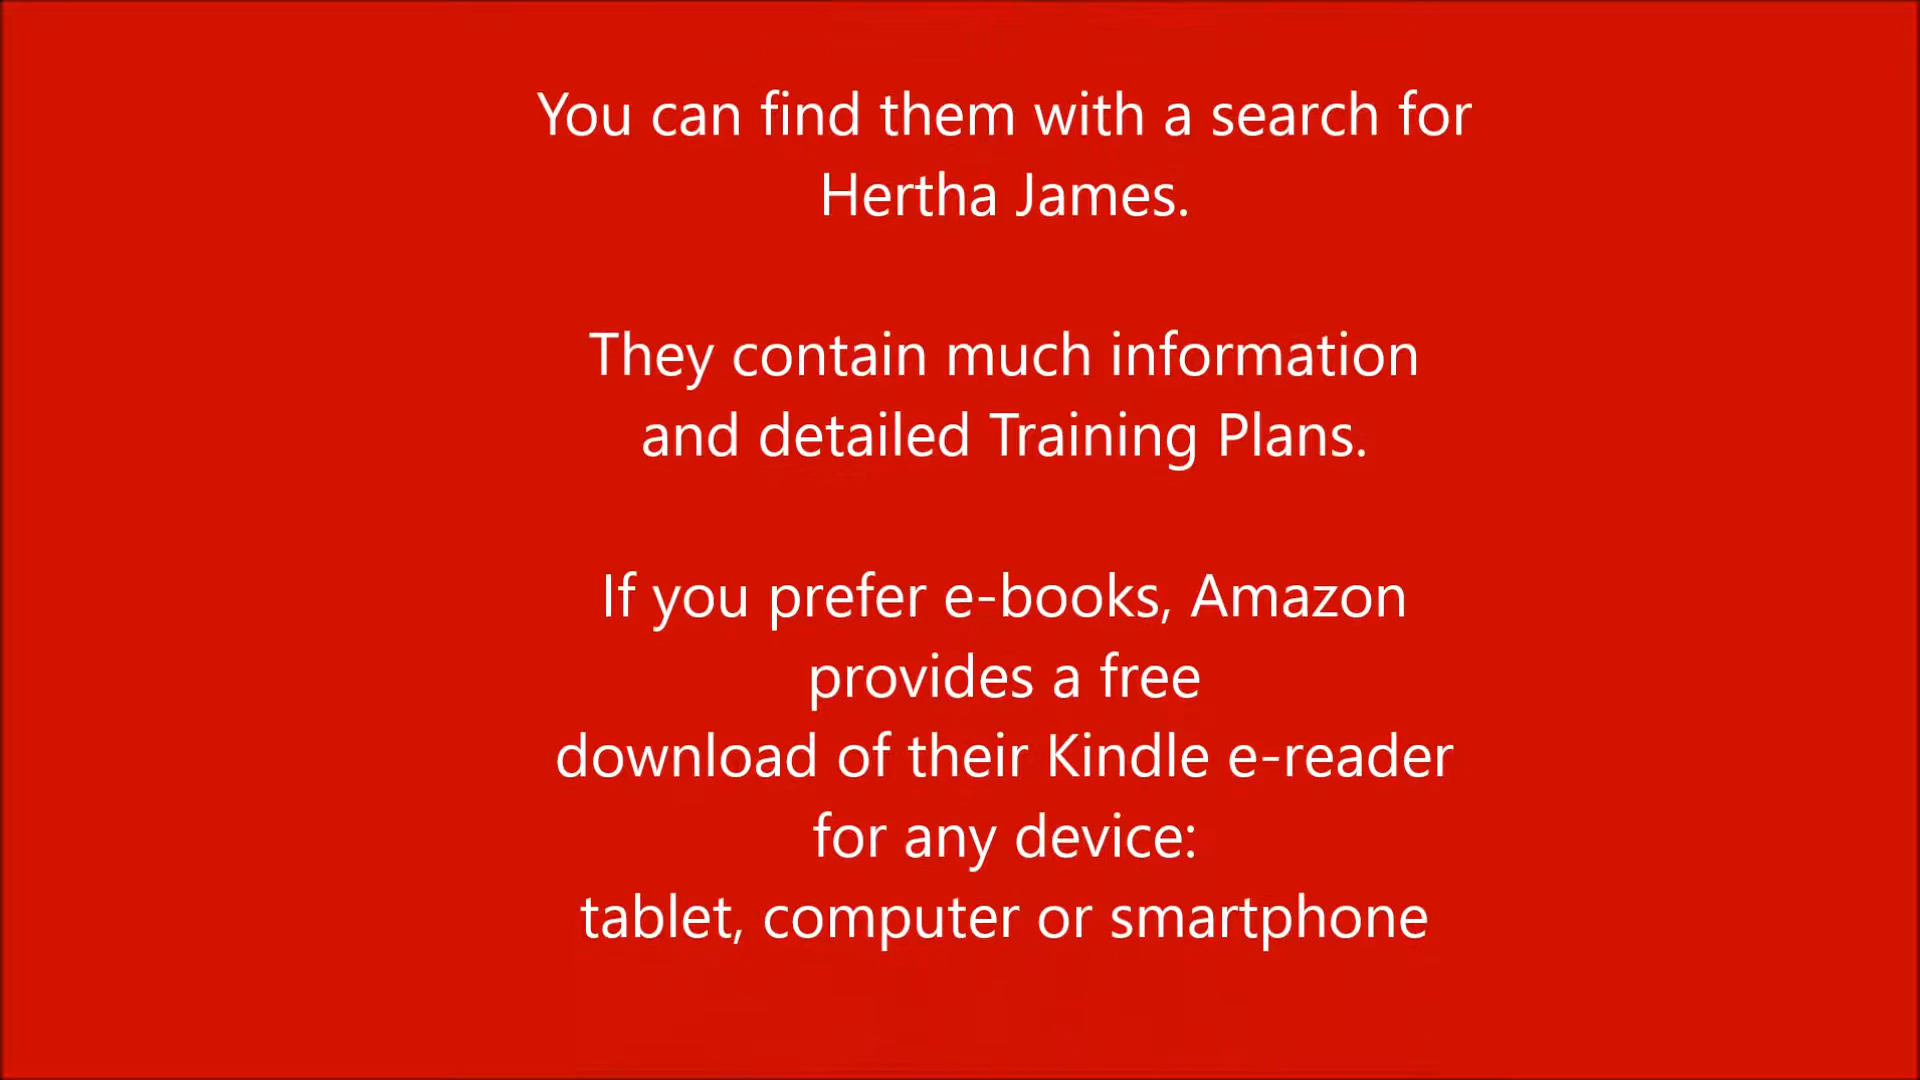 You can find them with a search for
Hertha James.
They contain much information
and detailed Training Plans.
If you prefer e-books, Amazon
provides a free
download of their Kindle e-reader
for any device:
tablet, computer or smartphone